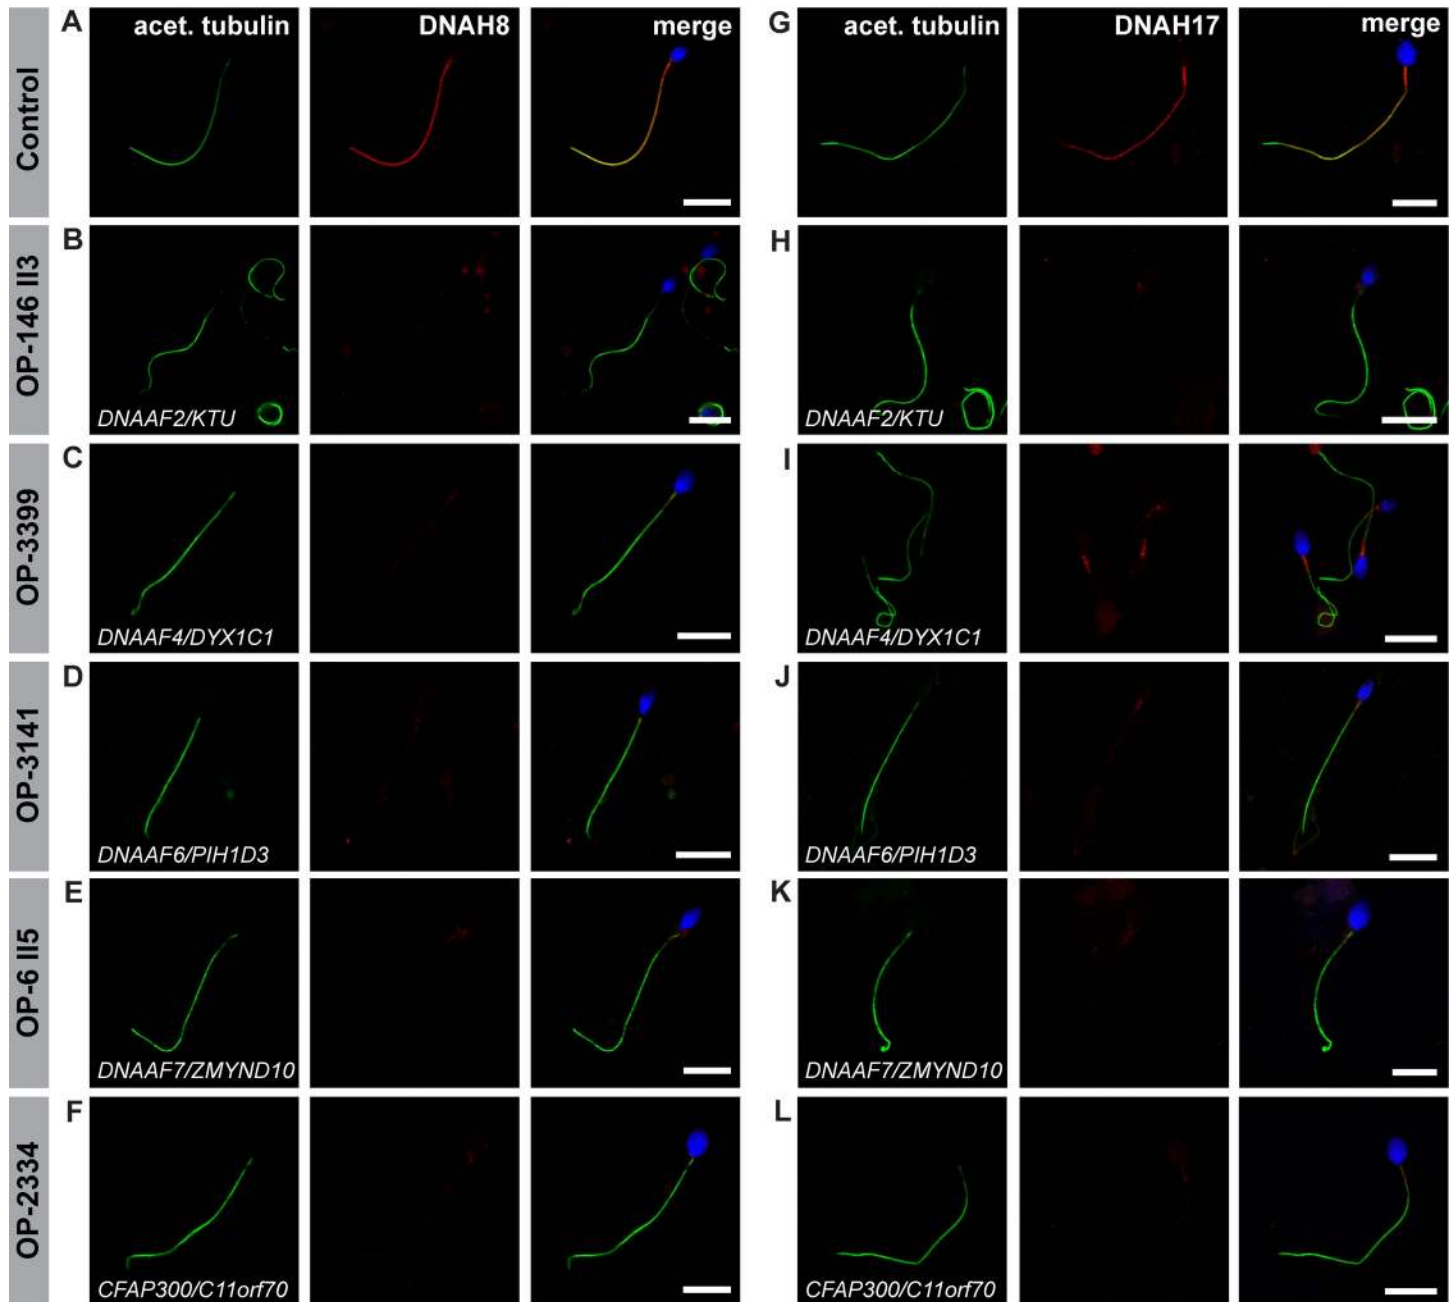 A acet. tubulin DNAH8 merge G acet. tubulin DNAH17 merge
Control
B H
OP-146 II3
DNAAF2/KTU DNAAF2/KTU
C I
OP-3399
DNAAF4/DYX1C1 DNAAF4/DYX1C1
D J
OP-3141
DNAAF6/PIH1D3 DNAAF6/PIH1D3
E K
OP-6 II5
DNAAF7/ZMYND10 DNAAF7/ZMYND10
F L
OP-2334
CFAP300/C11orf70 CFAP300/C11orf70